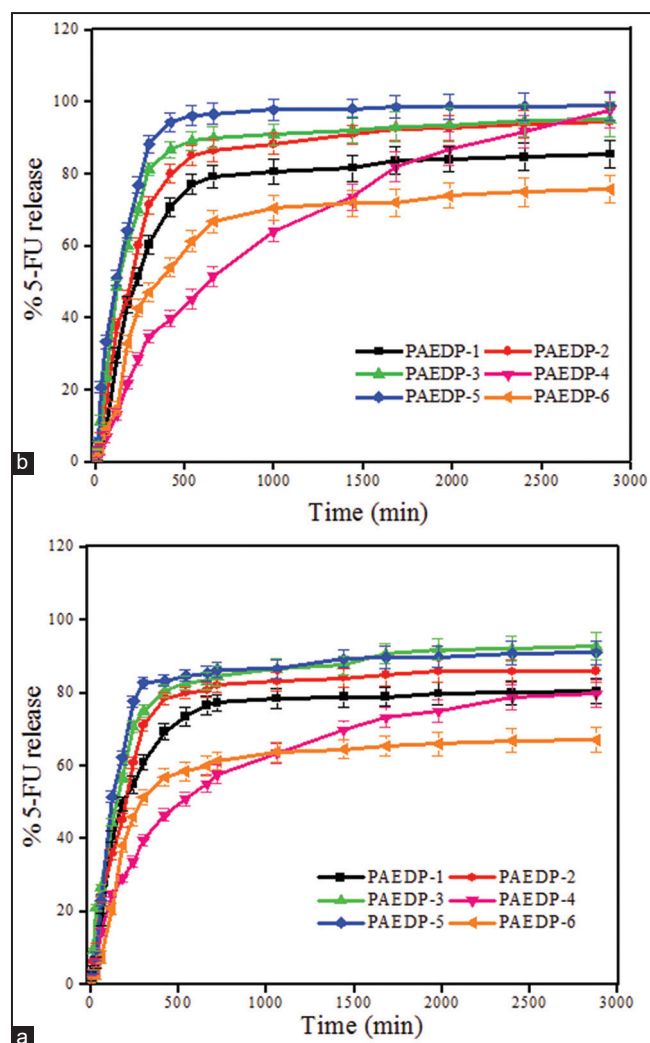 120
100
80
60
40
20
0
% 5-FU release
PAEDP-1 PAEDP-2
PAEDP-3 PAEDP-4
PAEDP-5 PAEDP-6
0 500 1000 1500 2000 2500 3000
Time (min)
b
120
100
80
60
40
20
0
% 5-FU release
PAEDP-1 PAEDP-2
PAEDP-3 PAEDP-4
PAEDP-5 PAEDP-6
0 500 1000 1500 2000 2500 3000
Time (min)
a